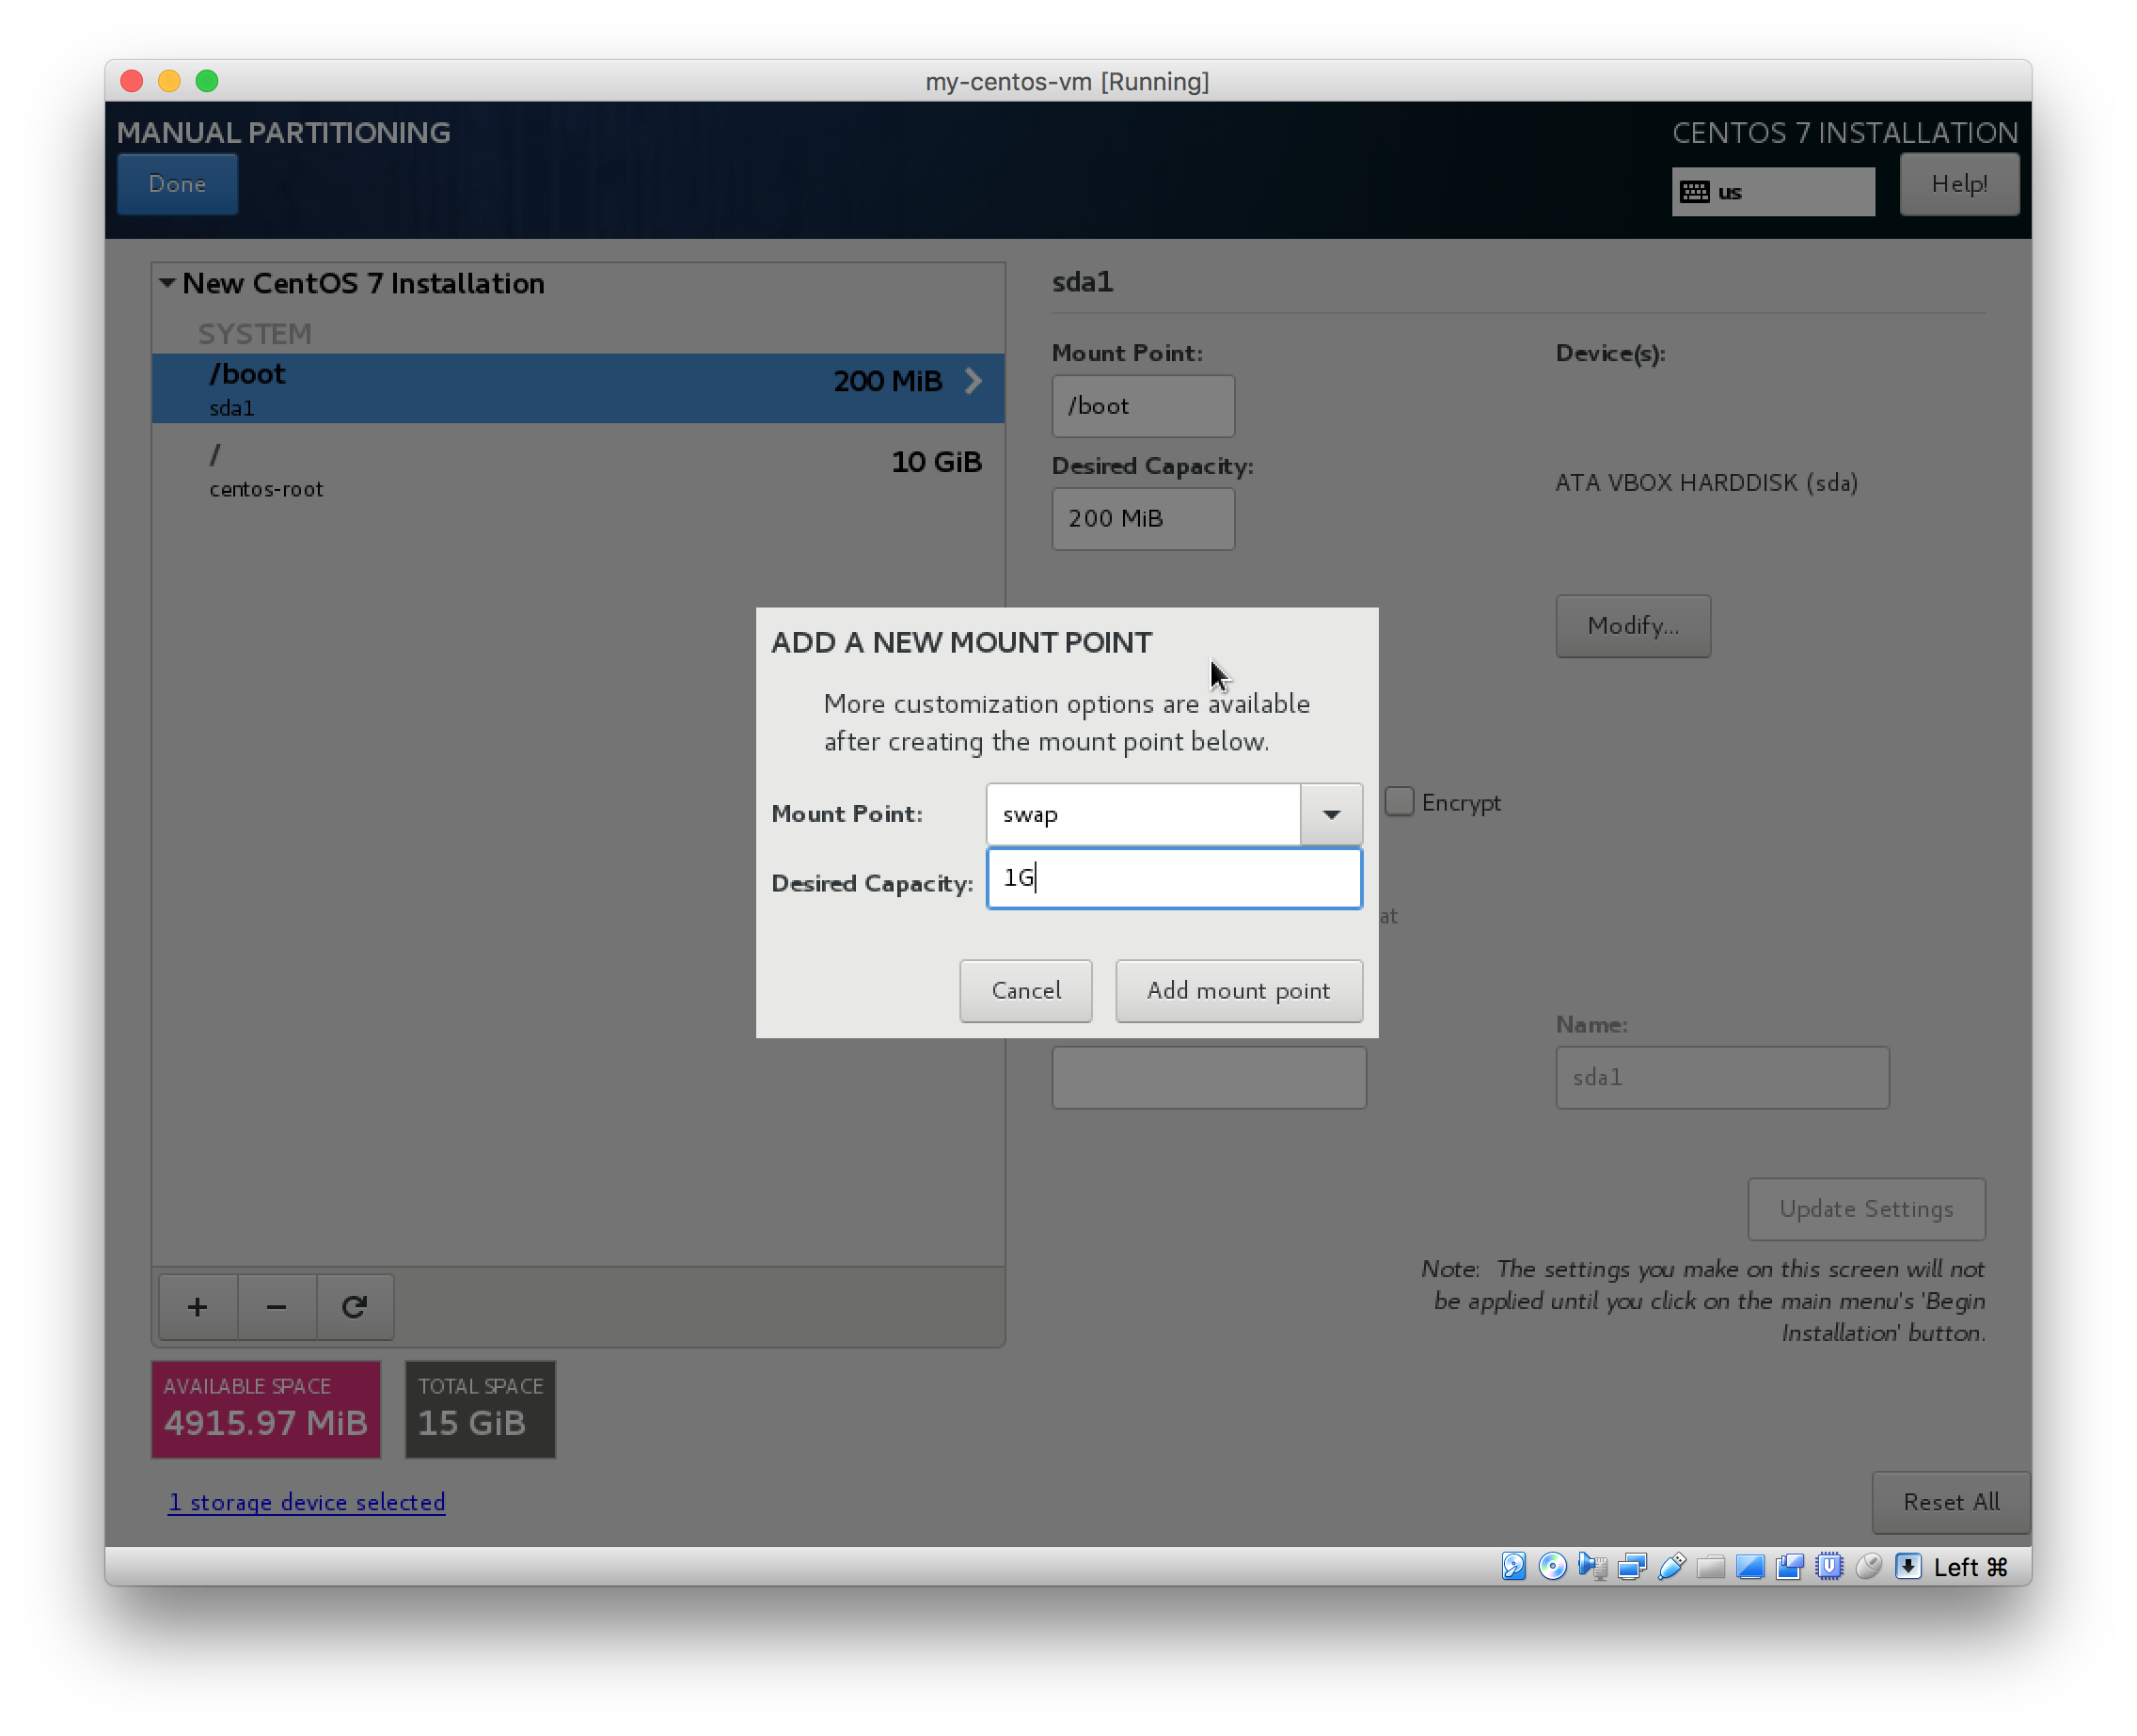 my-centos-vm [Running]
MANUAL PARTITIONING
CENTOS 7 INSTALLATION
Done
us
Help!
New CentOS 7 Installation
SYSTEM
/boot
200 MiB
sda1
/
10 GiB
centos-root
sda1
Mount Point:
Device(s):
/boot
Desired Capacity:
ATA VBOX HARDDISK (sda)
200 MiB
Modify...
ADD A NEW MOUNT POINT
More customization options are available
after creating the mount point below.
Mount Point:
swap
Encrypt
Desired Capacity:
1G
at
Cancel
Add mount point
Name:
sda1
Update Settings
Note: The settings you make on this screen will not
be applied until you click on the main menu's 'Begin
Installation' button.
+
−
AVAILABLE SPACE
4915.97 MiB
TOTAL SPACE
15 GiB
1 storage device selected
Reset All
Left ⌘